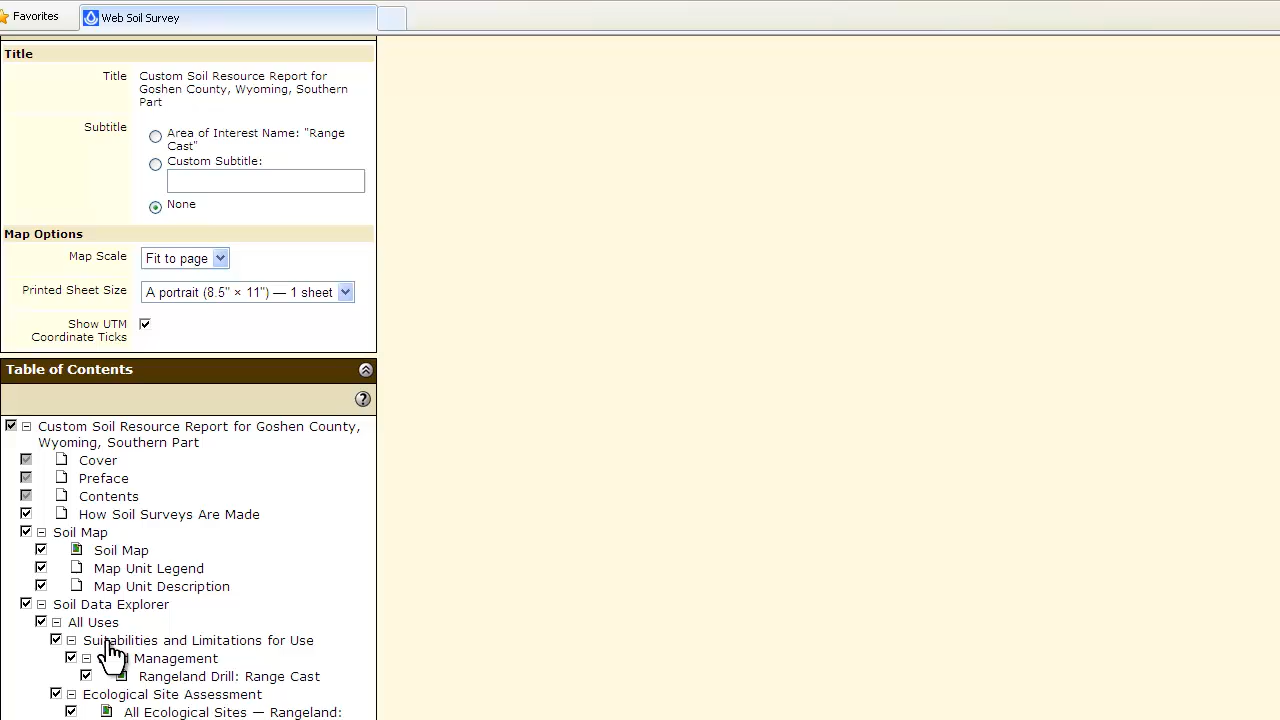 Favorites
Web Soil Survey
Title
Title
Custom Soil Resource Report for
Goshen County, Wyoming, Southern
Part
Subtitle
Area of Interest Name: "Range
Cast"
Custom Subtitle:
None
Map Options
Map Scale
Fit to page
Printed Sheet Size
A portrait (8.5" × 11") — 1 sheet
Show UTM
Coordinate Ticks
Table of Contents
?
Custom Soil Resource Report for Goshen County,
Wyoming, Southern Part
Cover
Preface
Contents
How Soil Surveys Are Made
Soil Map
Soil Map
Map Unit Legend
Map Unit Description
Soil Data Explorer
All Uses
Suitabilities and Limitations for Use
Management
Rangeland Drill: Range Cast
Ecological Site Assessment
All Ecological Sites — Rangeland: